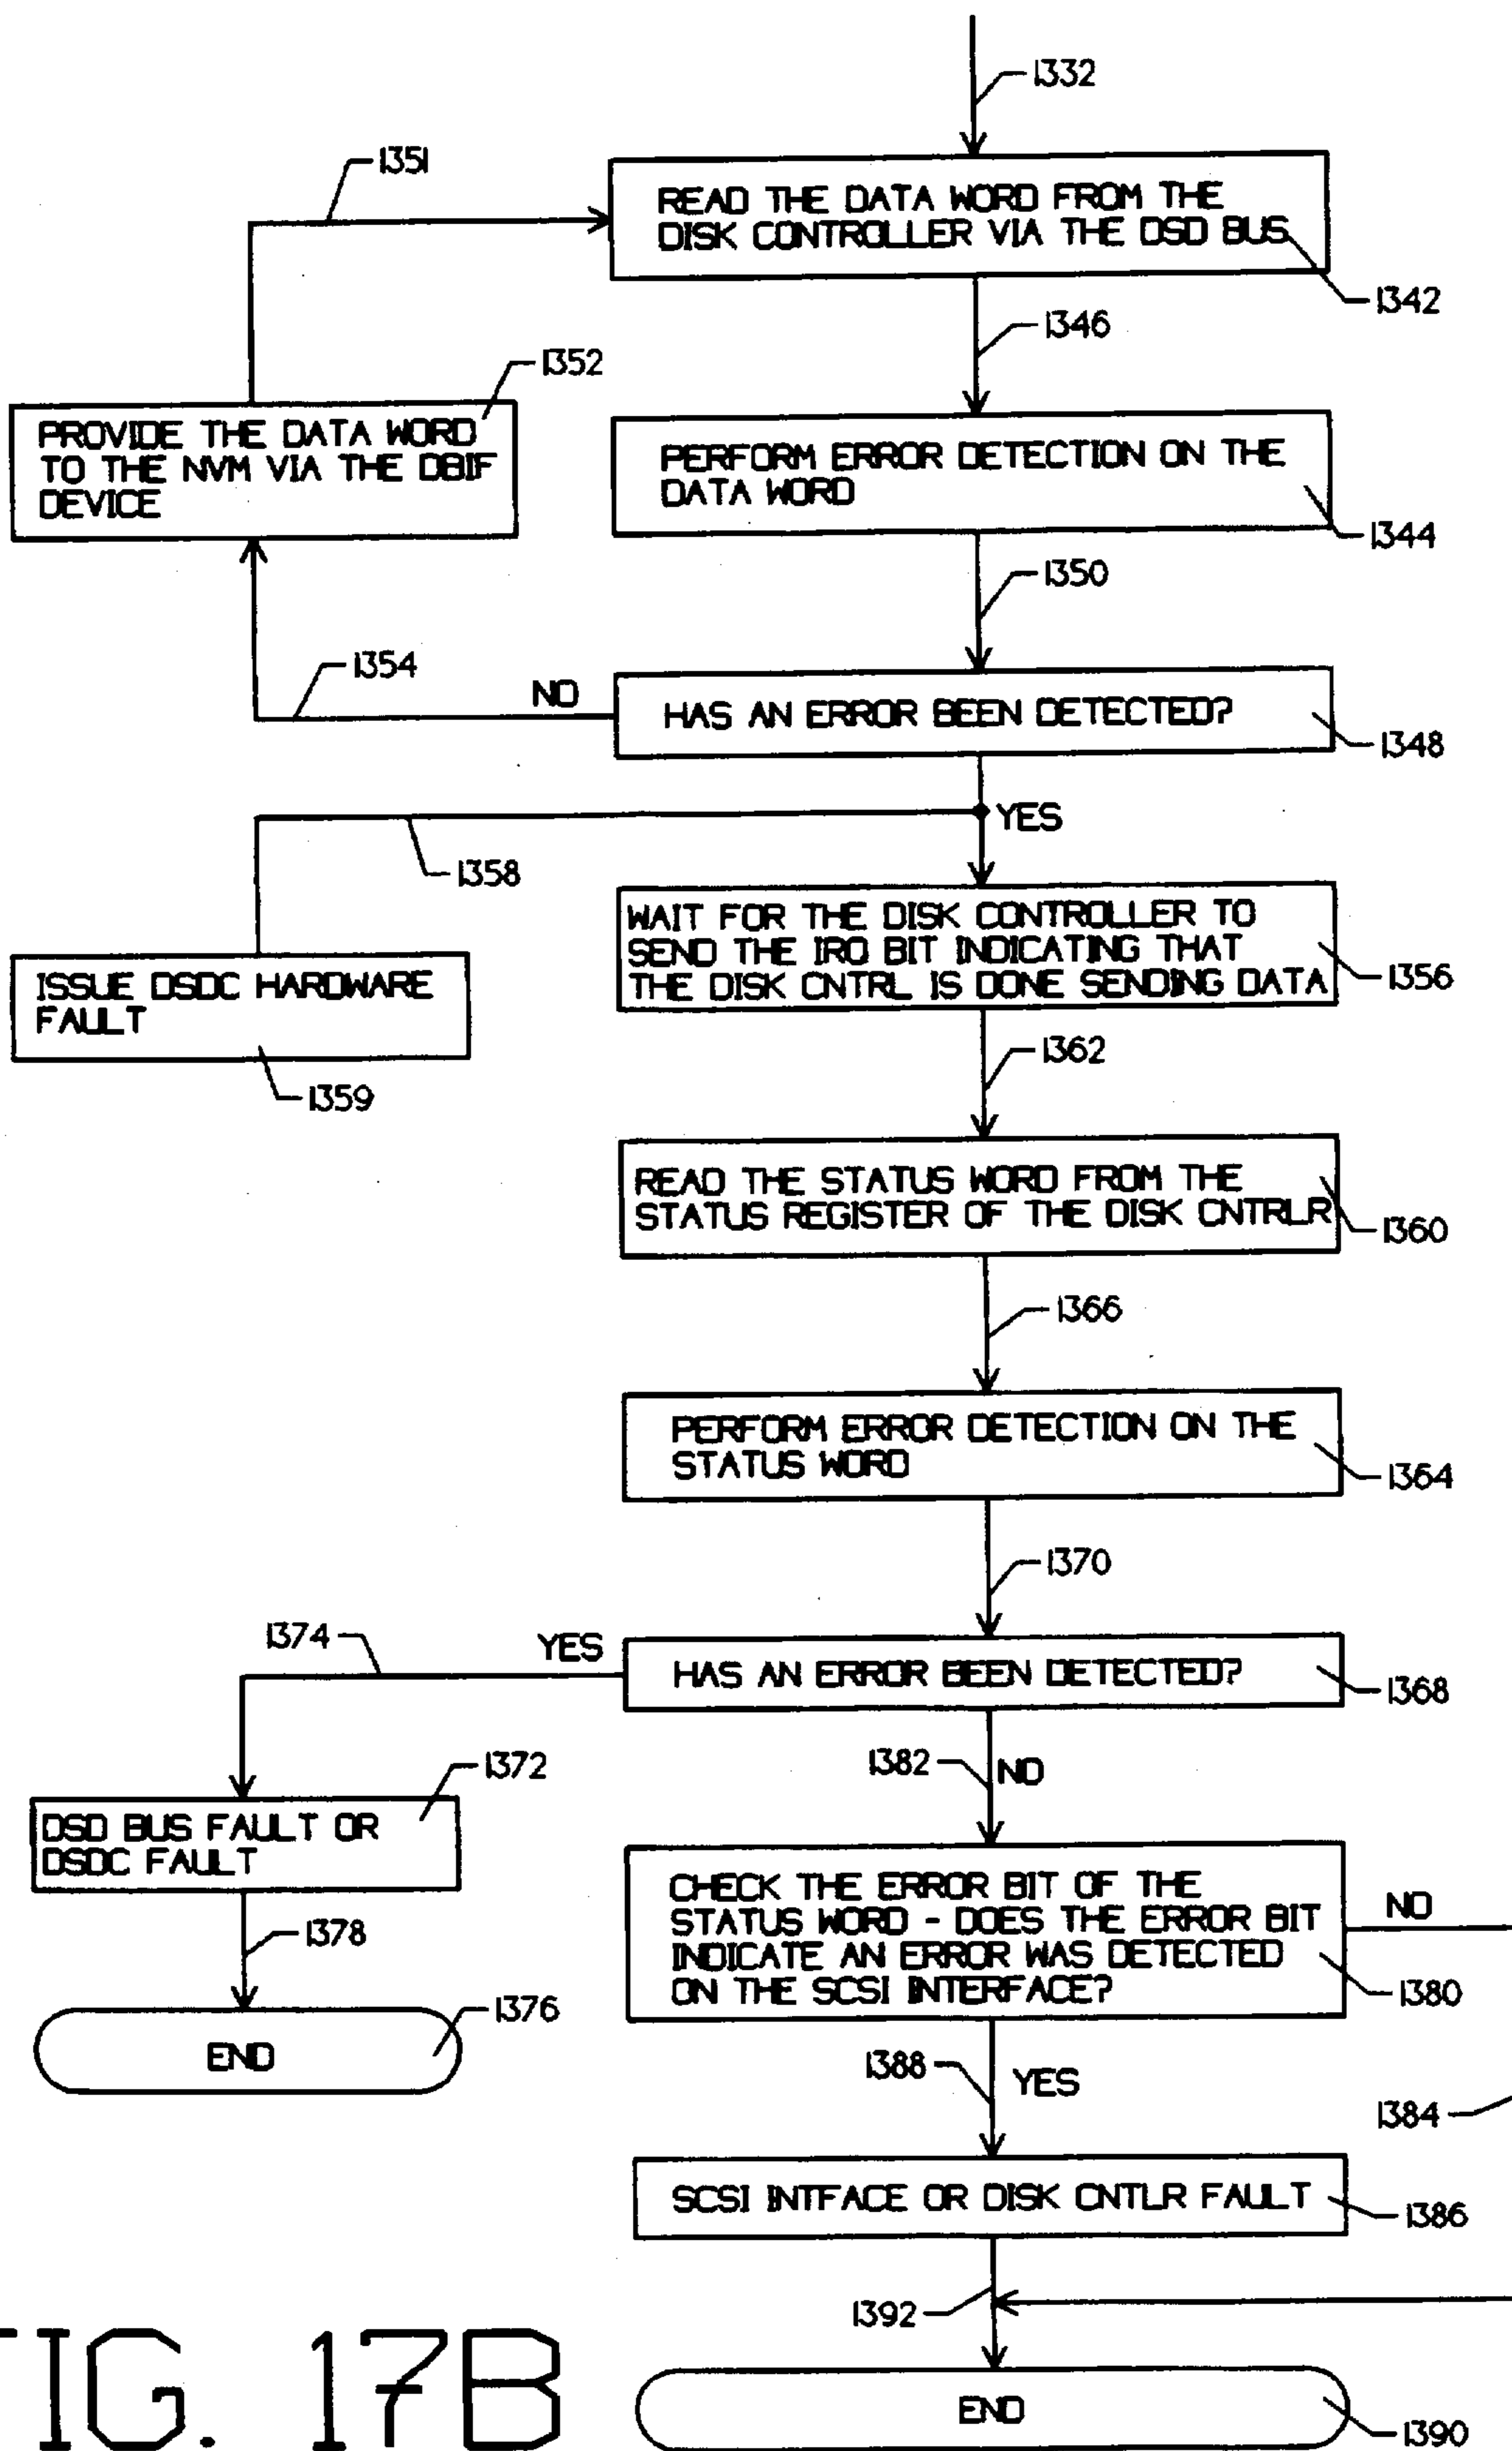 1332
1351
READ THE DATA WORD FROM THE
DISK CONTROLLER VIA THE DSD BUS
1342
1346
1352
PROVIDE THE DATA WORD
TO THE NVM VIA THE DBIF
DEVICE
PERFORM ERROR DETECTION ON THE
DATA WORD
1344
1350
1354
NO
HAS AN ERROR BEEN DETECTED?
1348
YES
1358
WAIT FOR THE DISK CONTROLLER TO
SEND THE IRO BIT INDICATING THAT
THE DISK CNTRL IS DONE SENDING DATA
1356
ISSUE DSDC HARDWARE
FAULT
1359
1362
READ THE STATUS WORD FROM THE
STATUS REGISTER OF THE DISK CNTRLR
1360
1366
PERFORM ERROR DETECTION ON THE
STATUS WORD
1364
1370
1374
YES
HAS AN ERROR BEEN DETECTED?
1368
1372
1382
NO
DSD BUS FAULT OR
DSDC FAULT
1378
CHECK THE ERROR BIT OF THE
STATUS WORD - DOES THE ERROR BIT
INDICATE AN ERROR WAS DETECTED
ON THE SCSI INTERFACE?
NO
1380
1376
END
1388
YES
1384
SCSI INTFACE OR DISK CNTLR FAULT
1386
1392
END
1390
FIG. 17B